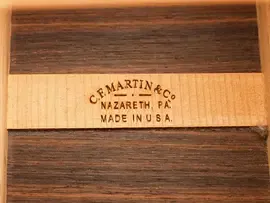 C.F. MARTIN & Co
NAZARETH, PA.
MADE IN U.S.A.